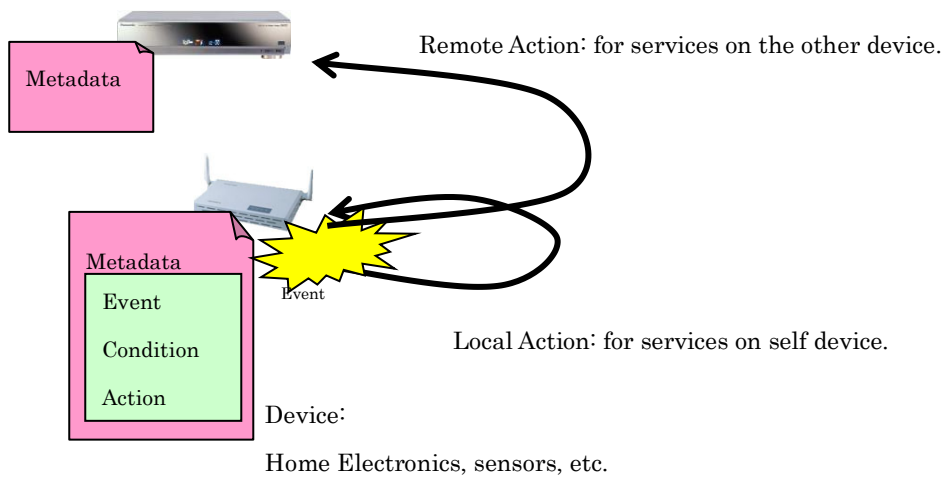 Remote Action: for services on the other device.
Metadata
Metadata
Event
Condition
Action
Event
Local Action: for services on self device.
Device:
Home Electronics, sensors, etc.